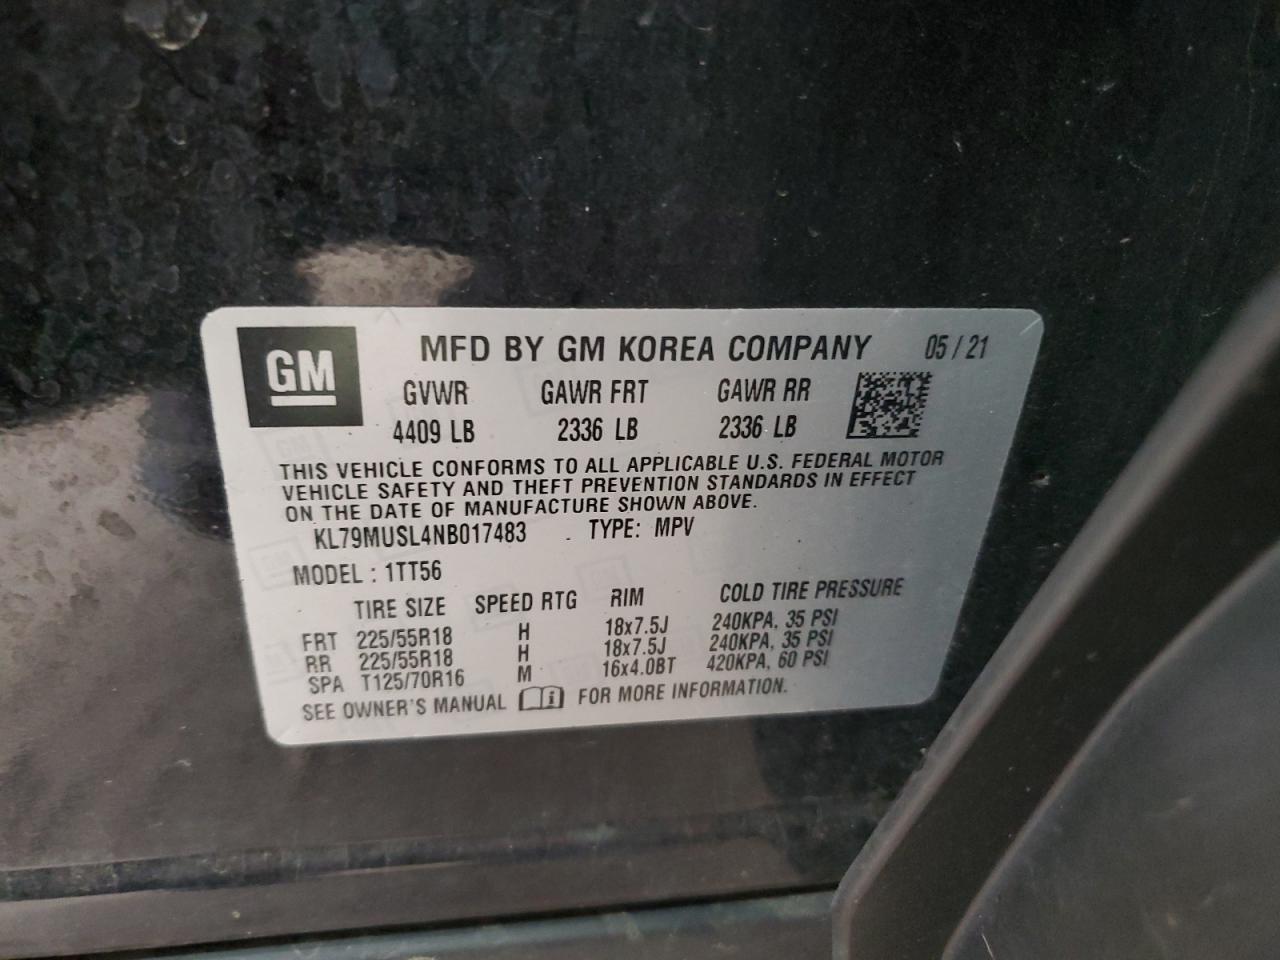 GM
MFD BY GM KOREA COMPANY 05 / 21
GVWR GAWR FRT GAWR RR
4409 LB 2336 LB 2336 LB
THIS VEHICLE CONFORMS TO ALL APPLICABLE U.S. FEDERAL MOTOR
VEHICLE SAFETY AND THEFT PREVENTION STANDARDS IN EFFECT
ON THE DATE OF MANUFACTURE SHOWN ABOVE.
KL79MUSL4NB017483 TYPE: MPV
MODEL : 1TT56
TIRE SIZE SPEED RTG RIM COLD TIRE PRESSURE
FRT 225/55R18 H 18x7.5J 240KPA, 35 PSI
RR 225/55R18 H 18x7.5J 240KPA, 35 PSI
SPA T125/70R16 M 16x4.0BT 420KPA, 60 PSI
SEE OWNER'S MANUAL i FOR MORE INFORMATION.